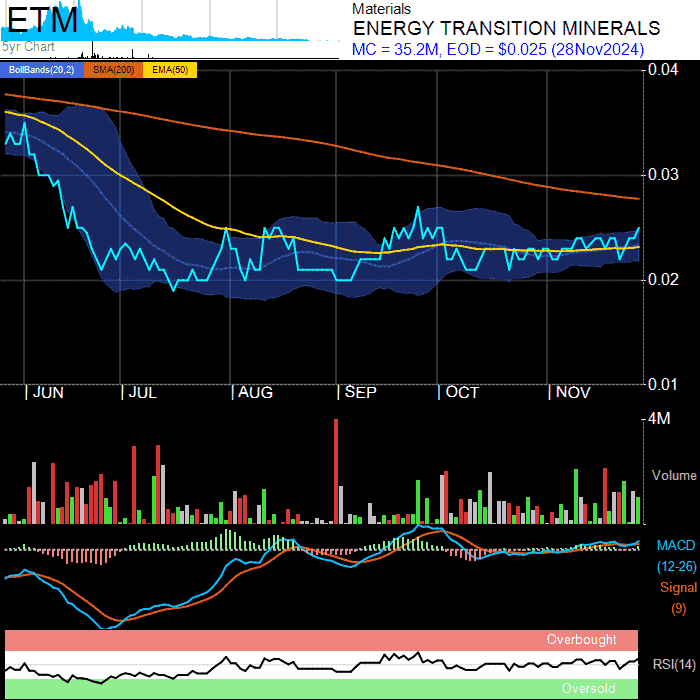 ETM
5yr Chart
Materials
ENERGY TRANSITION MINERALS
MC = 35.2M, EOD = $0.025 (28Nov2024)
BollBands(20,2) SMA(200) EMA(50)
0.04
0.03
0.02
0.01
JUN JUL AUG SEP OCT NOV
4M
Volume
MACD
(12-26)
Signal
(9)
Overbought
RSI(14)
Oversold